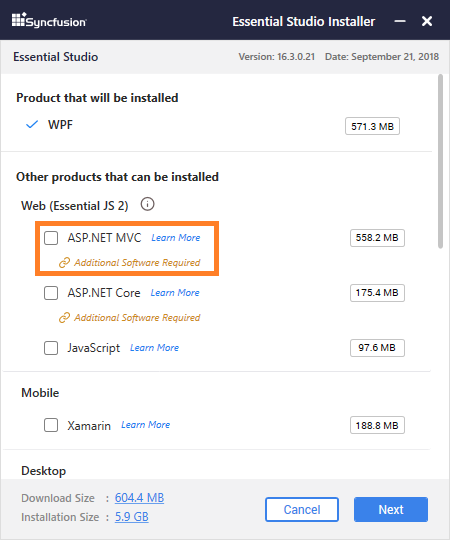 Syncfusion® Essential Studio Installer
Essential Studio Version: 16.3.0.21 Date: September 21, 2018
Product that will be installed
WPF 571.3 MB
Other products that can be installed
Web (Essential JS 2)
ASP.NET MVC Learn More 558.2 MB
Additional Software Required
ASP.NET Core Learn More 175.4 MB
Additional Software Required
JavaScript Learn More 97.6 MB
Mobile
Xamarin Learn More 188.8 MB
Desktop
Download Size : 604.4 MB
Installation Size : 5.9 GB
Cancel Next